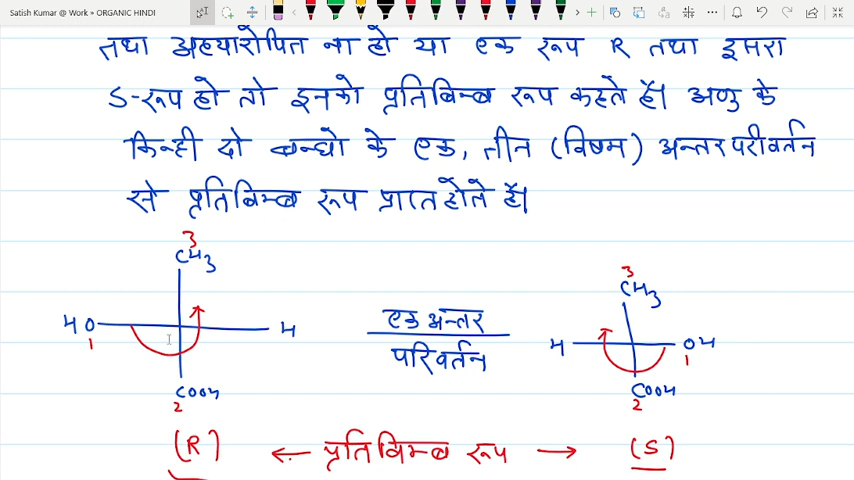 Satish Kumar @ Work » ORGANIC HINDI
तथा अध्यारोपित ना हो या एक रूप R तथा दूसरा
S-रूप हो तो इनको प्रतिबिम्ब रूप कहते हैं। अणु के
किन्ही दो बन्धो के एक, तीन (विषम) अन्तर परीवर्तन
से प्रतिबिम्ब रूप प्राप्त होते हैं।
3
CH3
HO H
1
COOH
2
(R)
एक अन्तर
परिवर्तन
3
CH3
H OH
1
COOH
2
(S)
← प्रतिबिम्ब रूप →